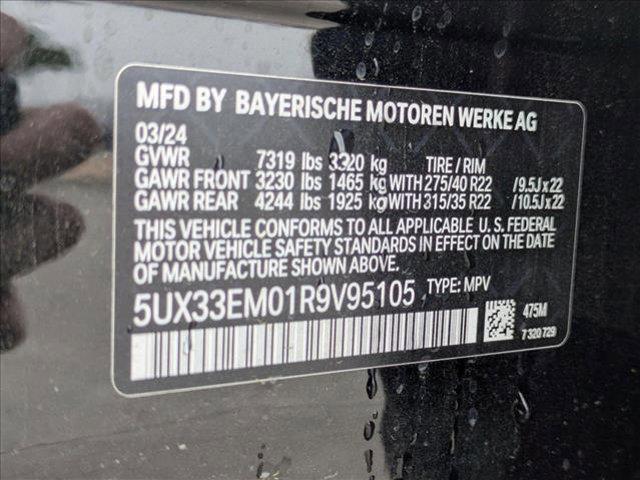 MFD BY BAYERISCHE MOTOREN WERKE AG
03/24
GVWR 7319 lbs 3320 kg TIRE / RIM
GAWR FRONT 3230 lbs 1465 kg WITH 275/40 R22 /9.5J x 22
GAWR REAR 4244 lbs 1925 kg WITH 315/35 R22 /10.5J x 22
THIS VEHICLE CONFORMS TO ALL APPLICABLE U. S. FEDERAL
MOTOR VEHICLE SAFETY STANDARDS IN EFFECT ON THE DATE
OF MANUFACTURE SHOWN ABOVE.
5UX33EM01R9V95105 TYPE: MPV
475M
7 320 729